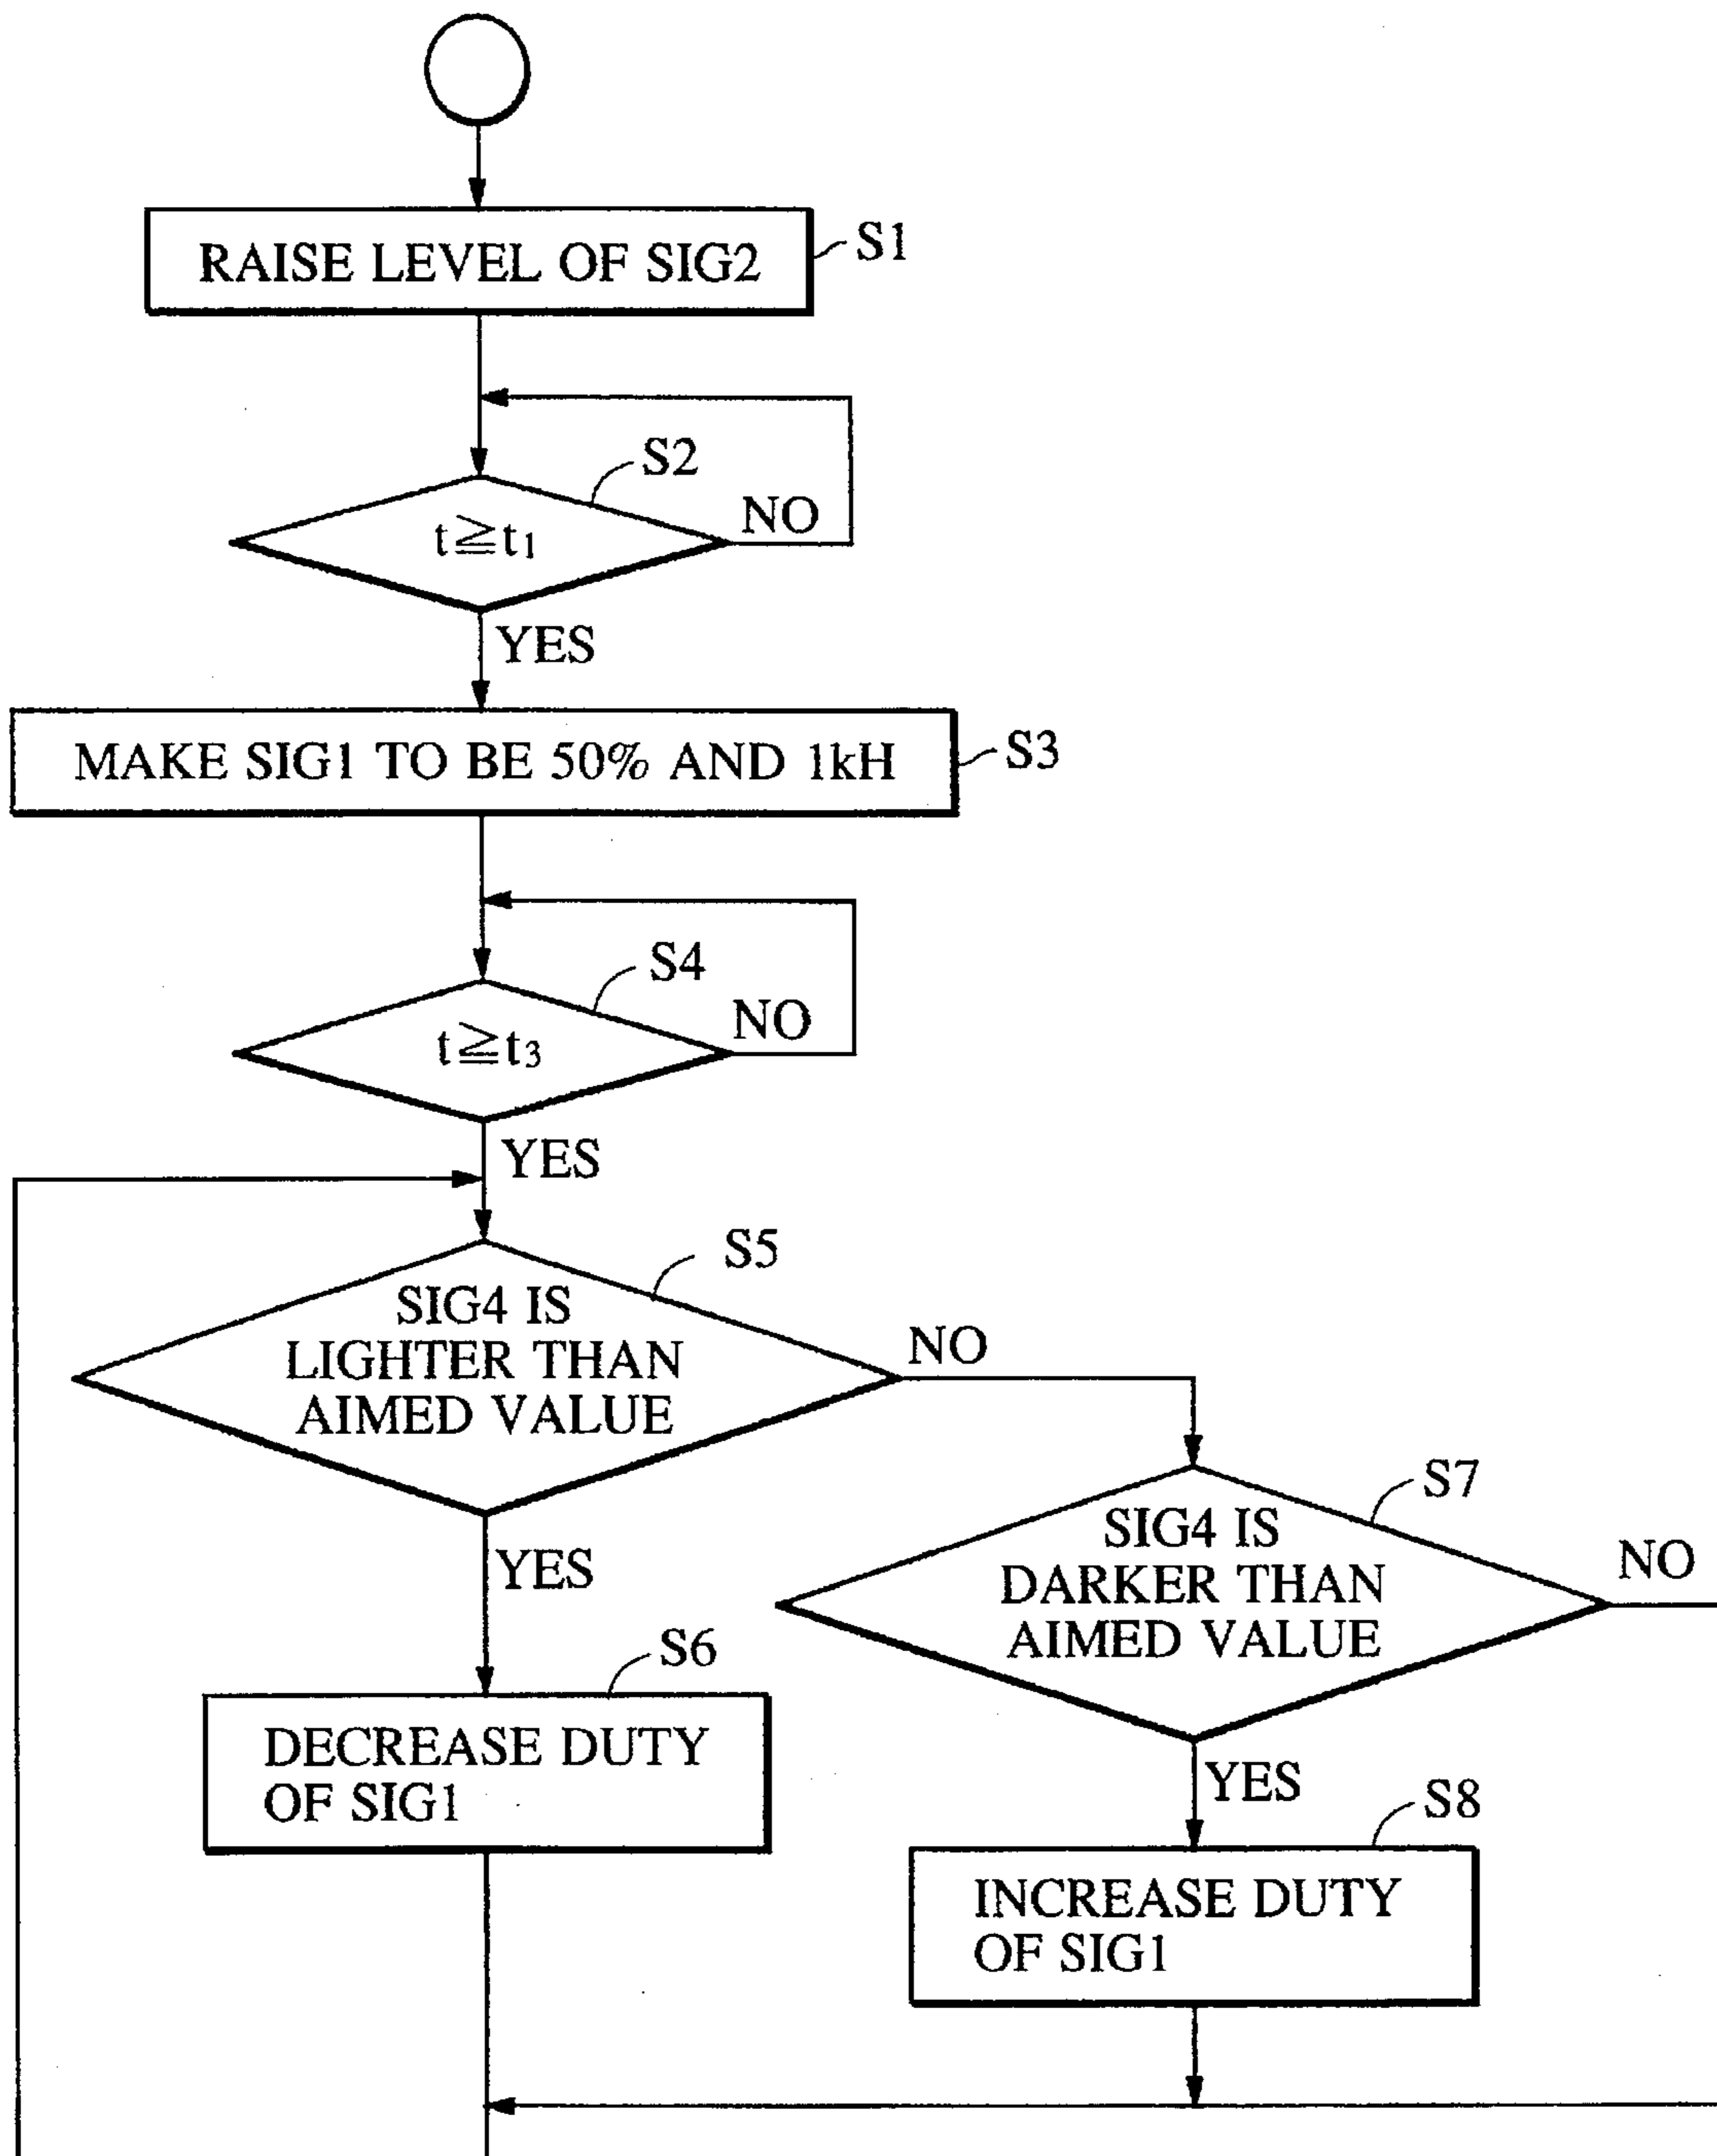 RAISE LEVEL OF SIG2
S1
S2
t≧t1
NO
YES
MAKE SIG1 TO BE 50% AND 1kH
S3
S4
t≧t3
NO
YES
S5
SIG4 IS
LIGHTER THAN
AIMED VALUE
NO
YES
S7
SIG4 IS
DARKER THAN
AIMED VALUE
NO
YES
S6
DECREASE DUTY
OF SIG1
S8
INCREASE DUTY
OF SIG1